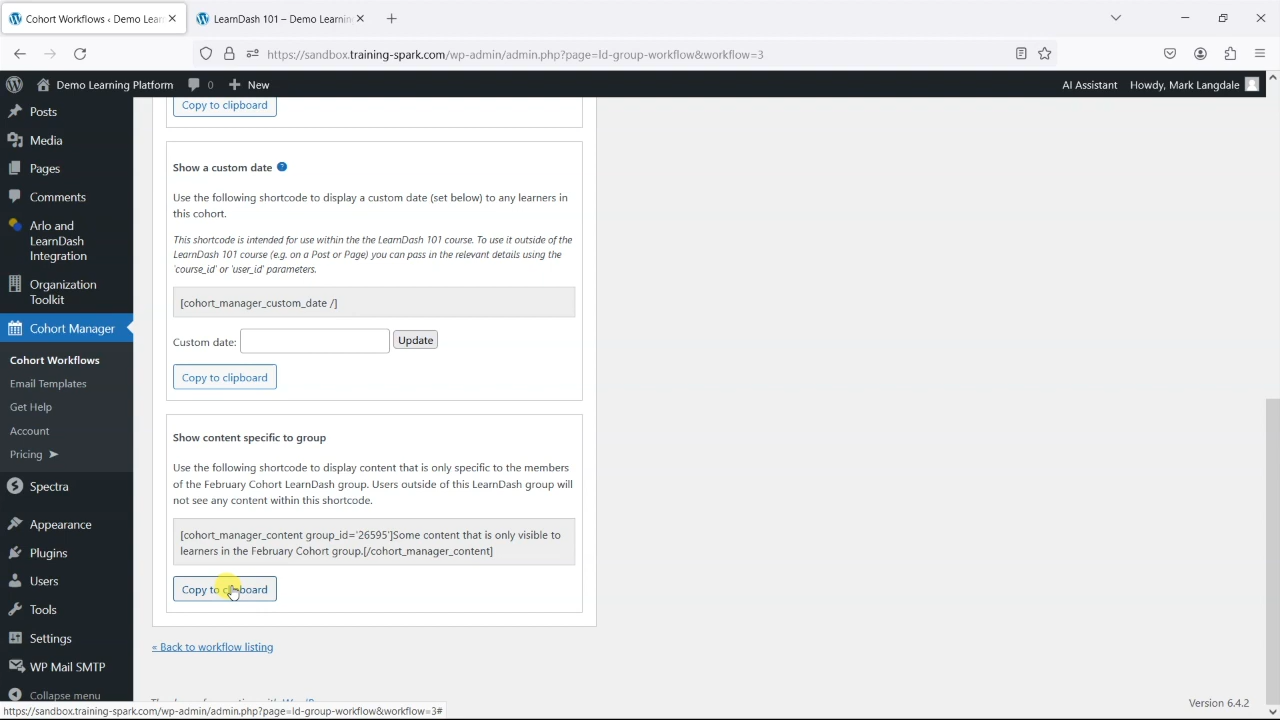 Cohort Workflows ‹ Demo Lear
LearnDash 101 – Demo Learnin
https://sandbox.training-spark.com/wp-admin/admin.php?page=ld-group-workflow&workflow=3
Demo Learning Platform
0
New
AI Assistant
Howdy, Mark Langdale
Posts
Media
Pages
Comments
Arlo and
LearnDash
Integration
Organization
Toolkit
Cohort Manager
Cohort Workflows
Email Templates
Get Help
Account
Pricing ➤
Spectra
Appearance
Plugins
Users
Tools
Settings
WP Mail SMTP
Collapse menu
Copy to clipboard
Show a custom date ?
Use the following shortcode to display a custom date (set below) to any learners in
this cohort.
This shortcode is intended for use within the the LearnDash 101 course. To use it outside of the
LearnDash 101 course (e.g. on a Post or Page) you can pass in the relevant details using the
'course_id' or 'user_id' parameters.
[cohort_manager_custom_date /]
Custom date:
Update
Copy to clipboard
Show content specific to group
Use the following shortcode to display content that is only specific to the members
of the February Cohort LearnDash group. Users outside of this LearnDash group will
not see any content within this shortcode.
[cohort_manager_content group_id='26595']Some content that is only visible to
learners in the February Cohort group.[/cohort_manager_content]
Copy to clipboard
« Back to workflow listing
Version 6.4.2
https://sandbox.training-spark.com/wp-admin/admin.php?page=ld-group-workflow&workflow=3#